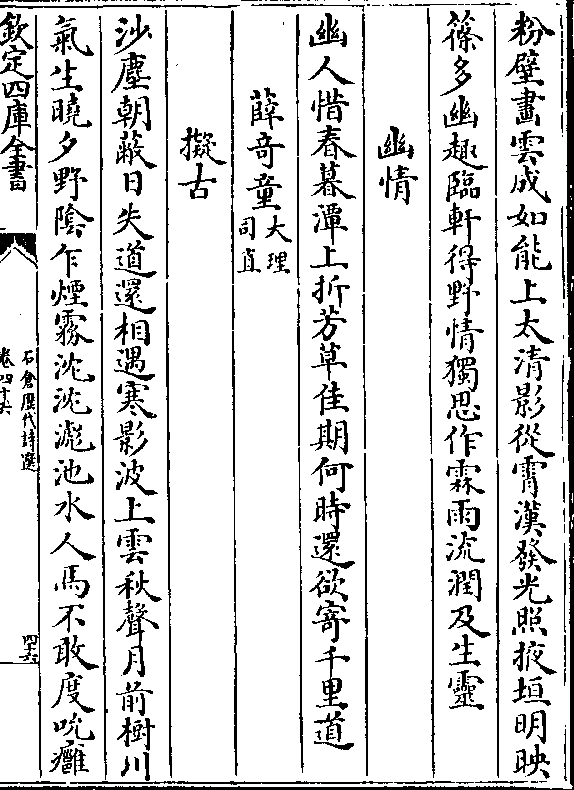 粉壁畫雲成如能上太清影從霄漢發光照掖垣明映
篠多幽趣臨軒得野情獨思作霖雨流潤及生靈
幽情
幽人惜春暮潭上折芳草佳期何時還欲寄千里道
薛奇童大理司直
擬古
沙塵朝蔽日失道還相遇寒影波上雲秋聲月前樹川
氣生曉夕野陰乍煙霧沈沈滮池水人馬不敢度吮癰
欽定四庫全書
石倉歷代詩選
卷四十六
四十六